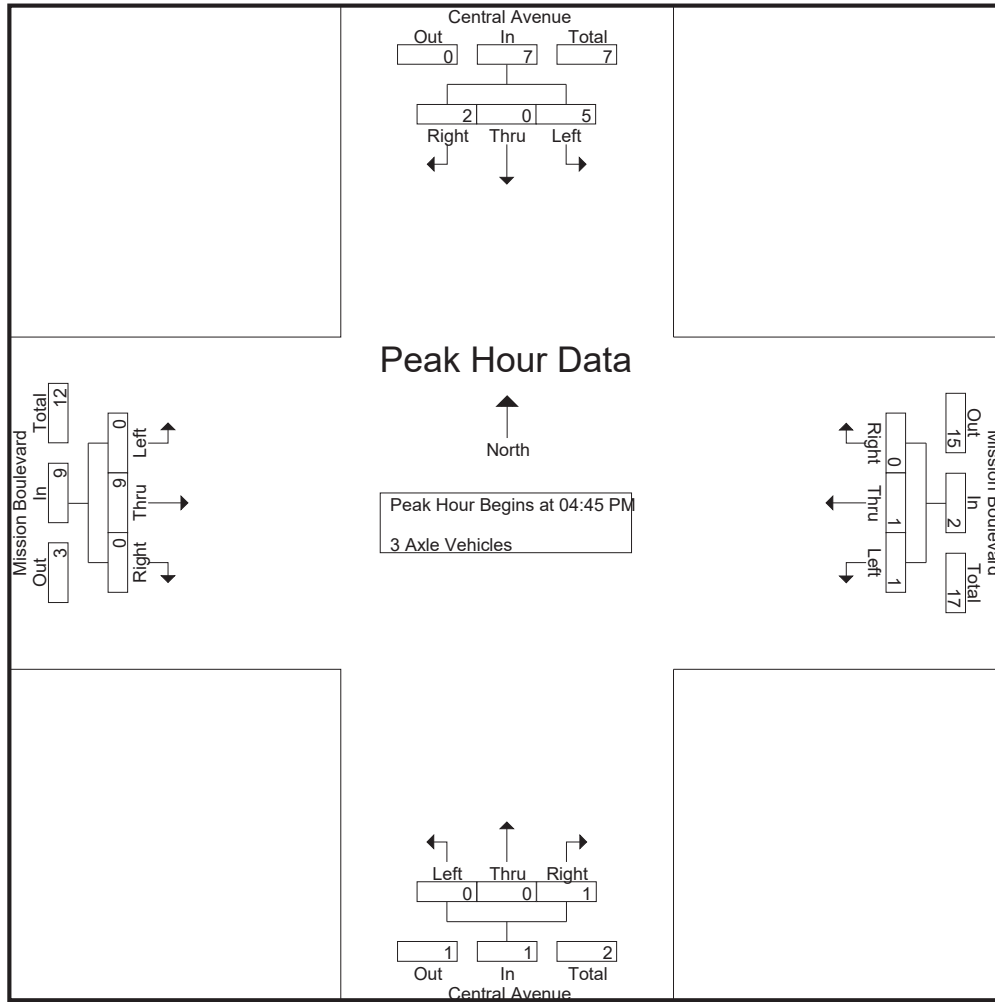 Central Avenue
Out In Total
0 7 7
2 0 5
Right Thru Left
Peak Hour Data
North
Peak Hour Begins at 04:45 PM
3 Axle Vehicles
Mission Boulevard
Out In Total
3 9 12
0 9 0
Left Thru Right
Mission Boulevard
Out In Total
15 2 17
0 1 1
Right Thru Left
Left Thru Right
0 0 1
1 1 2
Out In Total
Central Avenue